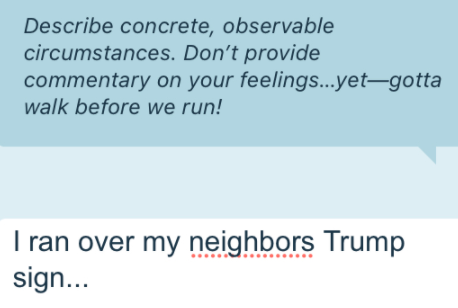 Describe concrete, observable
circumstances. Don’t provide
commentary on your feelings...yet—gotta
walk before we run!
I ran over my neighbors Trump
sign...